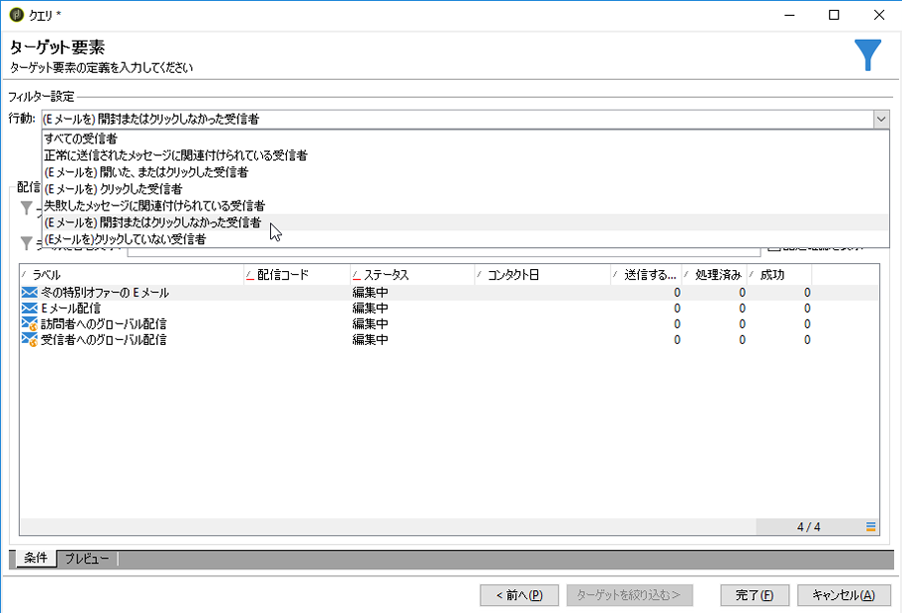 クエリ *
ターゲット要素
ターゲット要素の定義を入力してください
フィルター設定
行動: (E メールを) 開封またはクリックしなかった受信者
すべての受信者
正常に送信されたメッセージに関連付けられている受信者
(E メールを) 開いた、またはクリックした受信者
(E メールを) クリックした受信者
失敗したメッセージに関連付けられている受信者
(E メールを) 開封またはクリックしなかった受信者
(Eメールを)クリックしていない受信者
配信
ラベル 配信コード ステータス コンタクト日 送信する... 処理済み 成功
冬の特別オファーの E メール 編集中 0 0 0
E メール配信 編集中 0 0 0
訪問者へのグローバル配信 編集中 0 0 0
受信者へのグローバル配信 編集中 0 0 0
4 / 4
条件 プレビュー
< 前へ(P) ターゲットを絞り込む > 完了(F) キャンセル(A)